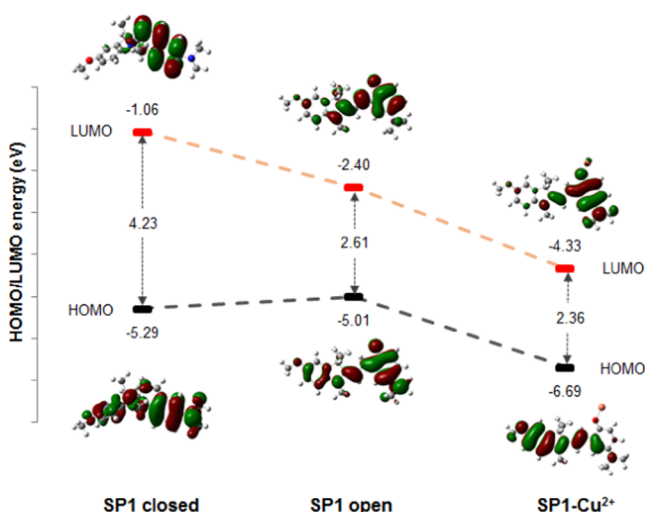 -1.06
LUMO
-2.40
4.23
2.61
-4.33
LUMO
HOMO
-5.29
-5.01
2.36
HOMO
-6.69
HOMO/LUMO energy (eV)
SP1 closed
SP1 open
SP1-Cu²⁺